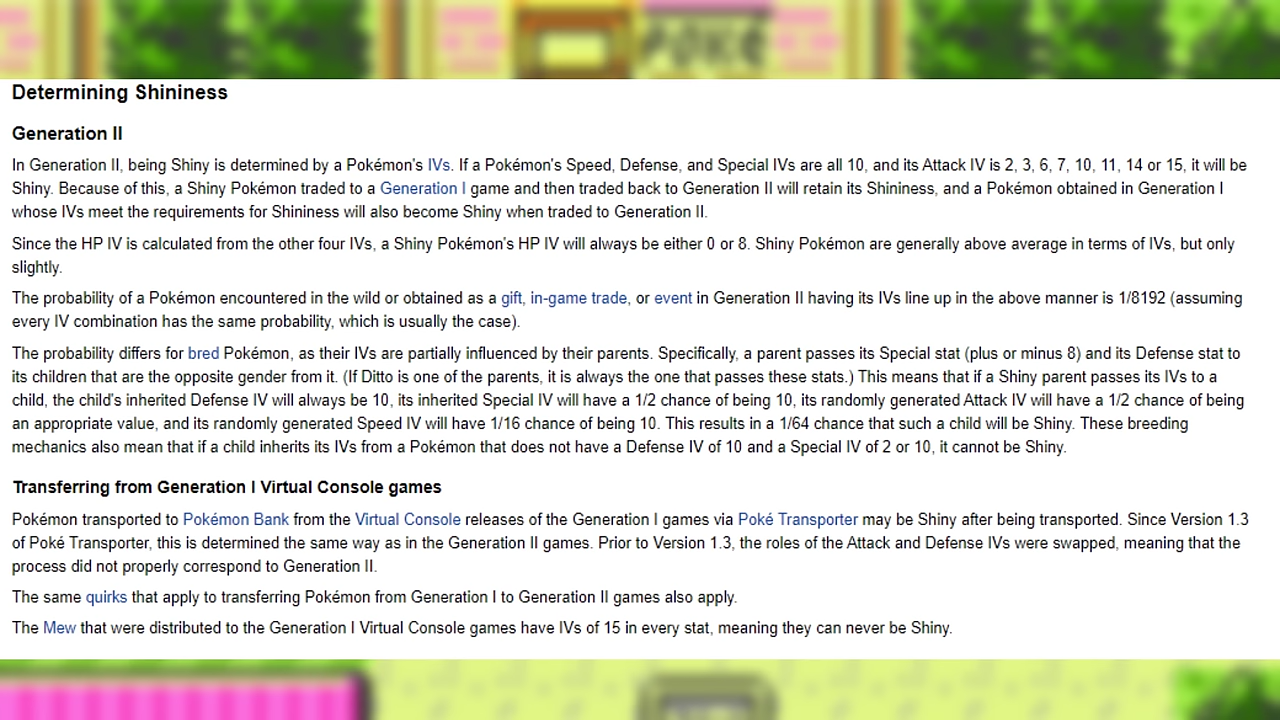 POKé
Determining Shininess
Generation II
In Generation II, being Shiny is determined by a Pokémon's IVs. If a Pokémon's Speed, Defense, and Special IVs are all 10, and its Attack IV is 2, 3, 6, 7, 10, 11, 14 or 15, it will be
Shiny. Because of this, a Shiny Pokémon traded to a Generation I game and then traded back to Generation II will retain its Shininess, and a Pokémon obtained in Generation I
whose IVs meet the requirements for Shininess will also become Shiny when traded to Generation II.
Since the HP IV is calculated from the other four IVs, a Shiny Pokémon's HP IV will always be either 0 or 8. Shiny Pokémon are generally above average in terms of IVs, but only
slightly.
The probability of a Pokémon encountered in the wild or obtained as a gift, in-game trade, or event in Generation II having its IVs line up in the above manner is 1/8192 (assuming
every IV combination has the same probability, which is usually the case).
The probability differs for bred Pokémon, as their IVs are partially influenced by their parents. Specifically, a parent passes its Special stat (plus or minus 8) and its Defense stat to
its children that are the opposite gender from it. (If Ditto is one of the parents, it is always the one that passes these stats.) This means that if a Shiny parent passes its IVs to a
child, the child's inherited Defense IV will always be 10, its inherited Special IV will have a 1/2 chance of being 10, its randomly generated Attack IV will have a 1/2 chance of being
an appropriate value, and its randomly generated Speed IV will have 1/16 chance of being 10. This results in a 1/64 chance that such a child will be Shiny. These breeding
mechanics also mean that if a child inherits its IVs from a Pokémon that does not have a Defense IV of 10 and a Special IV of 2 or 10, it cannot be Shiny.
Transferring from Generation I Virtual Console games
Pokémon transported to Pokémon Bank from the Virtual Console releases of the Generation I games via Poké Transporter may be Shiny after being transported. Since Version 1.3
of Poké Transporter, this is determined the same way as in the Generation II games. Prior to Version 1.3, the roles of the Attack and Defense IVs were swapped, meaning that the
process did not properly correspond to Generation II.
The same quirks that apply to transferring Pokémon from Generation I to Generation II games also apply.
The Mew that were distributed to the Generation I Virtual Console games have IVs of 15 in every stat, meaning they can never be Shiny.